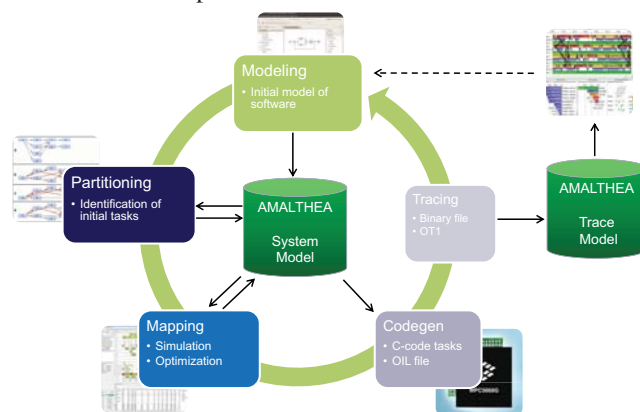 Modeling
• Initial model of
software
Partitioning
• Identification of
initial tasks
AMALTHEA
System
Model
Tracing
• Binary file
• OT1
AMALTHEA
Trace
Model
Mapping
• Simulation
• Optimization
Codegen
• C-code tasks
• OIL file